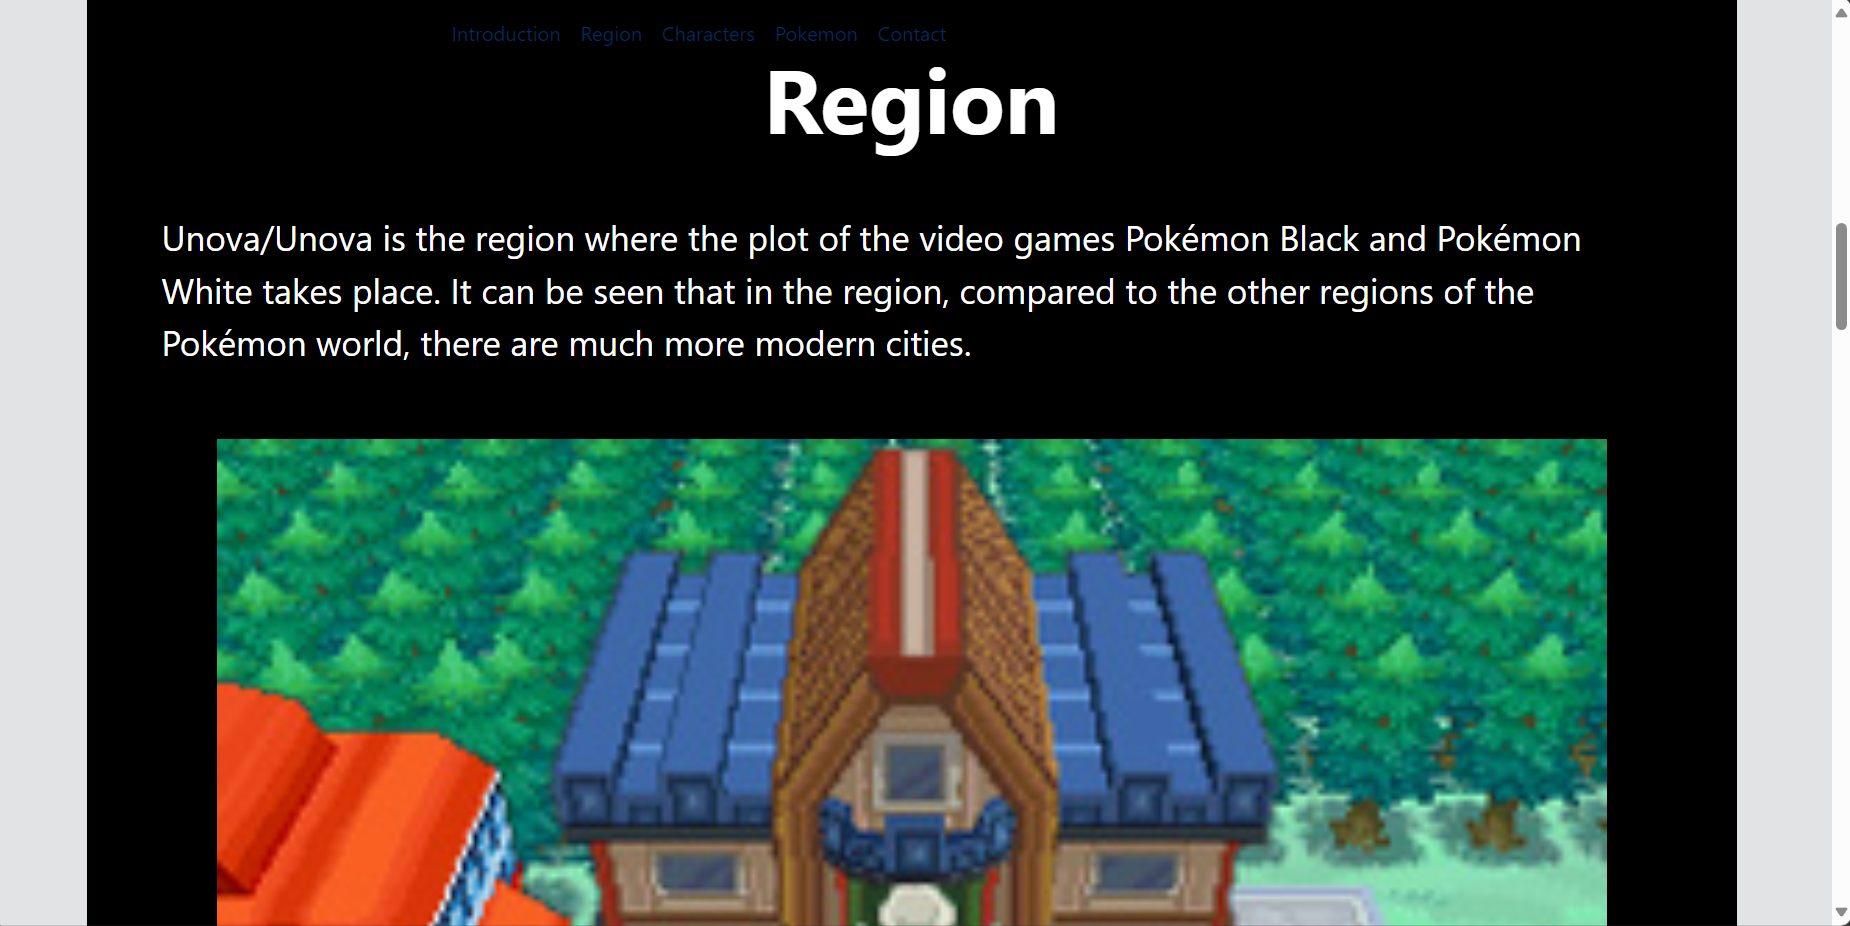 Introduction Region Characters Pokemon Contact
Region
Unova/Unova is the region where the plot of the video games Pokémon Black and Pokémon
White takes place. It can be seen that in the region, compared to the other regions of the
Pokémon world, there are much more modern cities.